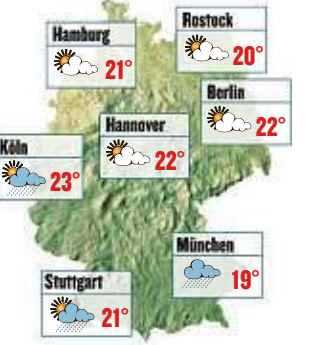 Hamburg
21°
Rostock
20°
Berlin
22°
Hannover
22°
Köln
23°
München
19°
Stuttgart
21°